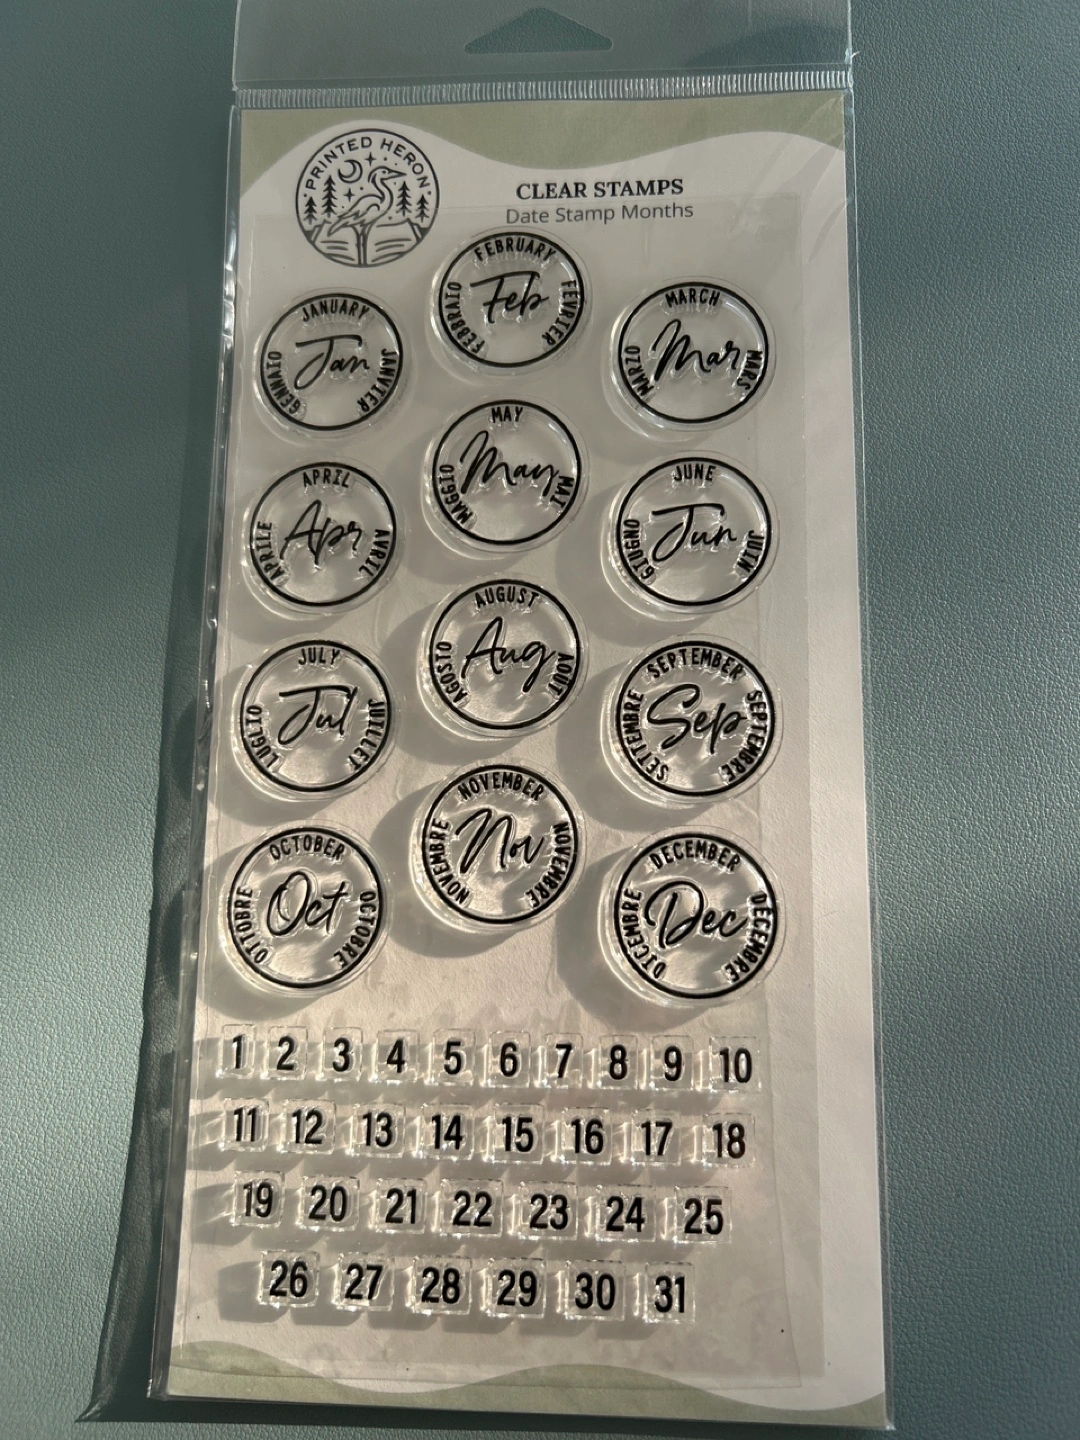 PRINTED HERON
CLEAR STAMPS
Date Stamp Months
JANUARY
Jan
GENNAIO
JANVIER
FEBRUARY
Feb
FEBBRAIO
FÉVRIER
MARCH
Mar
MARZO
MARS
APRIL
Apr
APRILE
AVRIL
MAY
May
MAGGIO
MAI
JUNE
Jun
GIUGNO
JUIN
JULY
Jul
LUGLIO
JUILLET
AUGUST
Aug
AGOSTO
AOUT
SEPTEMBER
Sep
SETTEMBRE
SEPTEMBRE
OCTOBER
Oct
OTTOBRE
OCTOBRE
NOVEMBER
Nov
NOVEMBRE
NOVEMBRE
DECEMBER
Dec
DICEMBRE
DÉCEMBRE
1 2 3 4 5 6 7 8 9 10
11 12 13 14 15 16 17 18
19 20 21 22 23 24 25
26 27 28 29 30 31